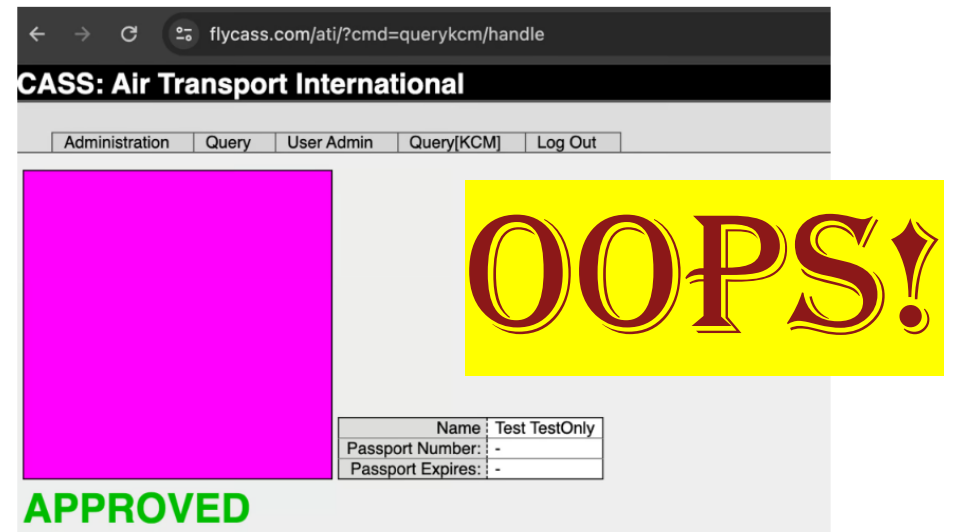 flycass.com/ati/?cmd=querykcm/handle
CASS: Air Transport International
Administration Query User Admin Query[KCM] Log Out
OOPS!
Name Test TestOnly
Passport Number: -
Passport Expires: -
APPROVED